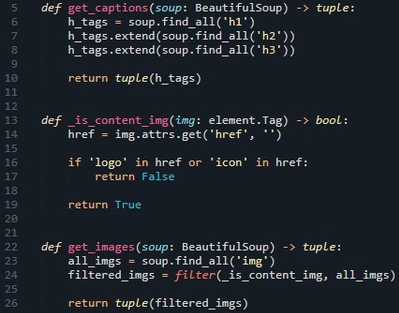 5 def get_captions(soup: BeautifulSoup) -> tuple:
6     h_tags = soup.find_all('h1')
7     h_tags.extend(soup.find_all('h2'))
8     h_tags.extend(soup.find_all('h3'))
9
10     return tuple(h_tags)
11
12
13 def _is_content_img(img: element.Tag) -> bool:
14     href = img.attrs.get('href', '')
15
16     if 'logo' in href or 'icon' in href:
17         return False
18
19     return True
20
21
22 def get_images(soup: BeautifulSoup) -> tuple:
23     all_imgs = soup.find_all('img')
24     filtered_imgs = filter(_is_content_img, all_imgs)
25
26     return tuple(filtered_imgs)